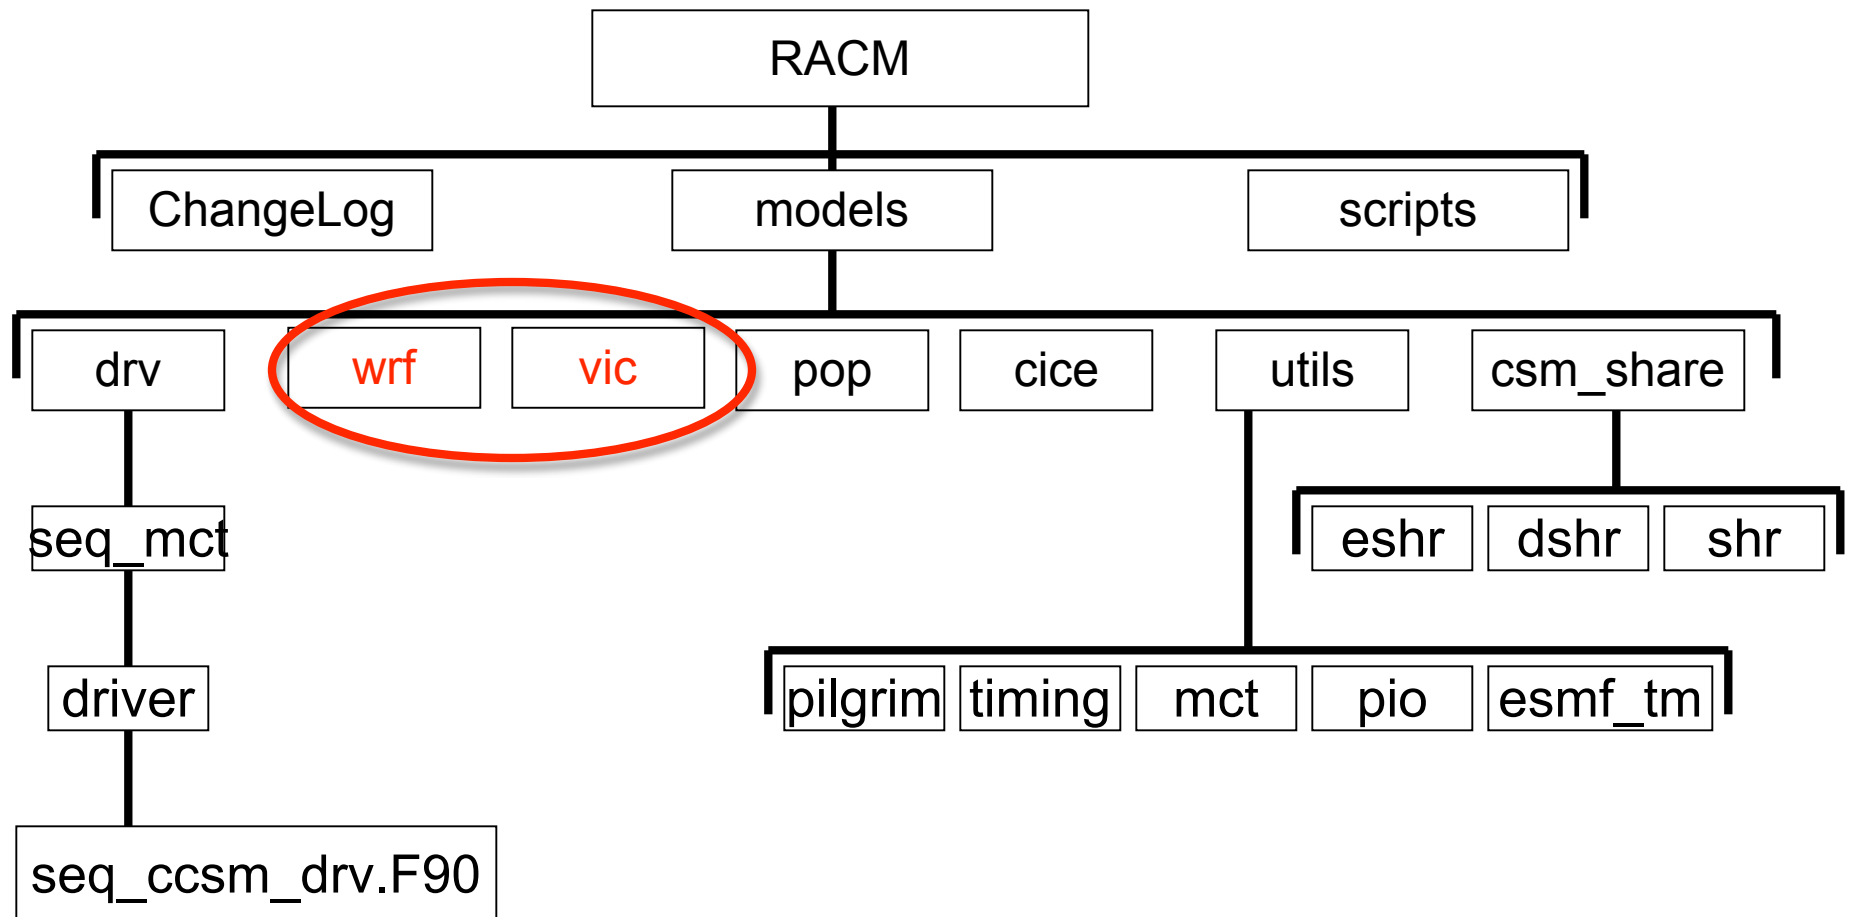 RACM
ChangeLog
models
scripts
drv
wrf
vic
pop
cice
utils
csm_share
seq_mct
eshr
dshr
shr
driver
pilgrim
timing
mct
pio
esmf_tm
seq_ccsm_drv.F90